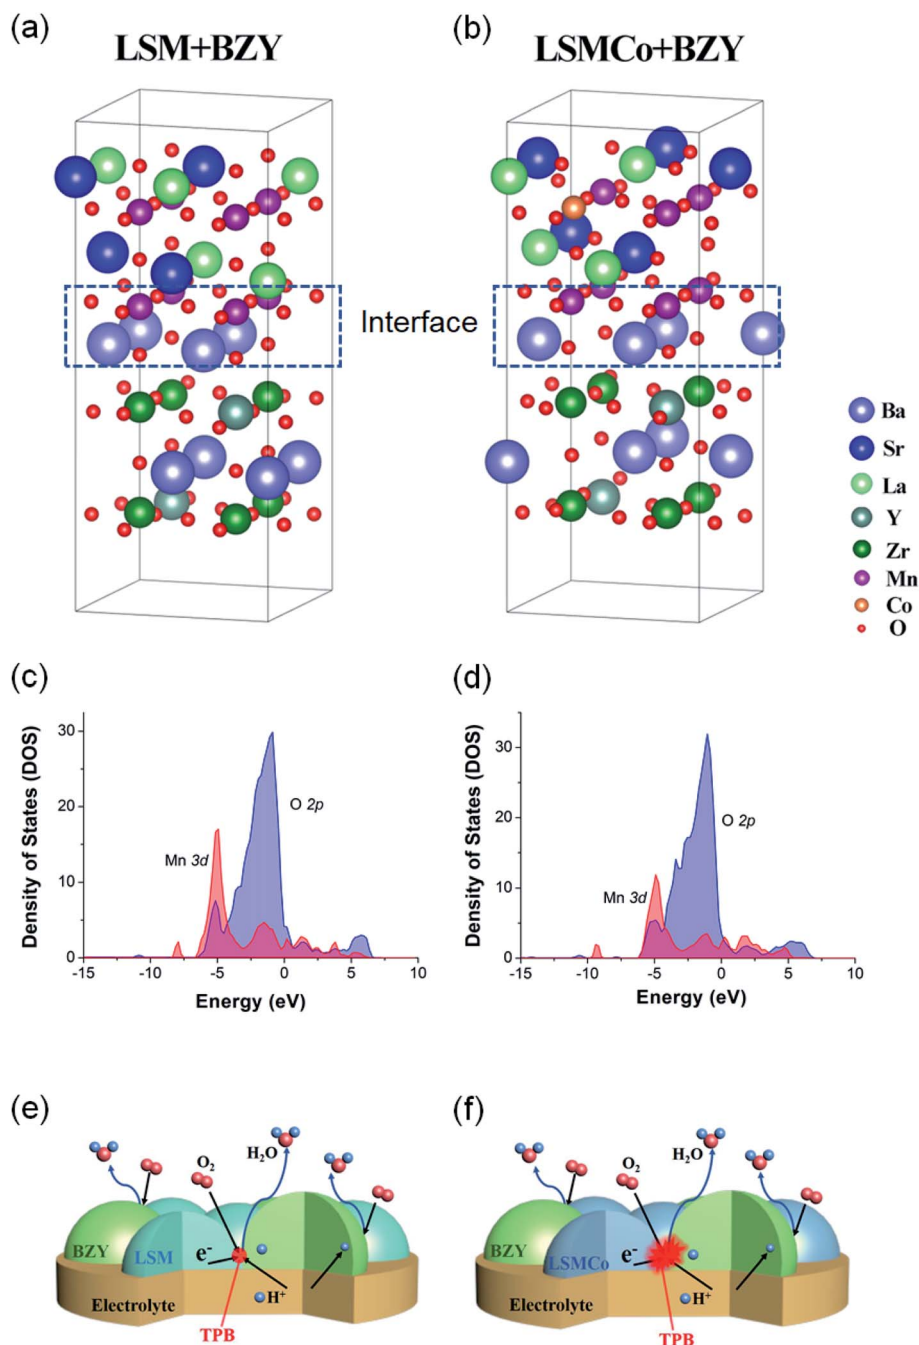 (a)
LSM+BZY
(b)
LSMCo+BZY
Interface
Ba
Sr
La
Y
Zr
Mn
Co
O
(c)
Density of States (DOS)
30
20
10
0
Mn 3d
O 2p
-15
-10
-5
0
5
10
Energy (eV)
(d)
Density of States (DOS)
30
20
10
0
Mn 3d
O 2p
-15
-10
-5
0
5
10
Energy (eV)
(e)
O2
H2O
BZY
LSM
e-
H+
Electrolyte
TPB
(f)
O2
H2O
BZY
LSMCo
e-
H+
Electrolyte
TPB